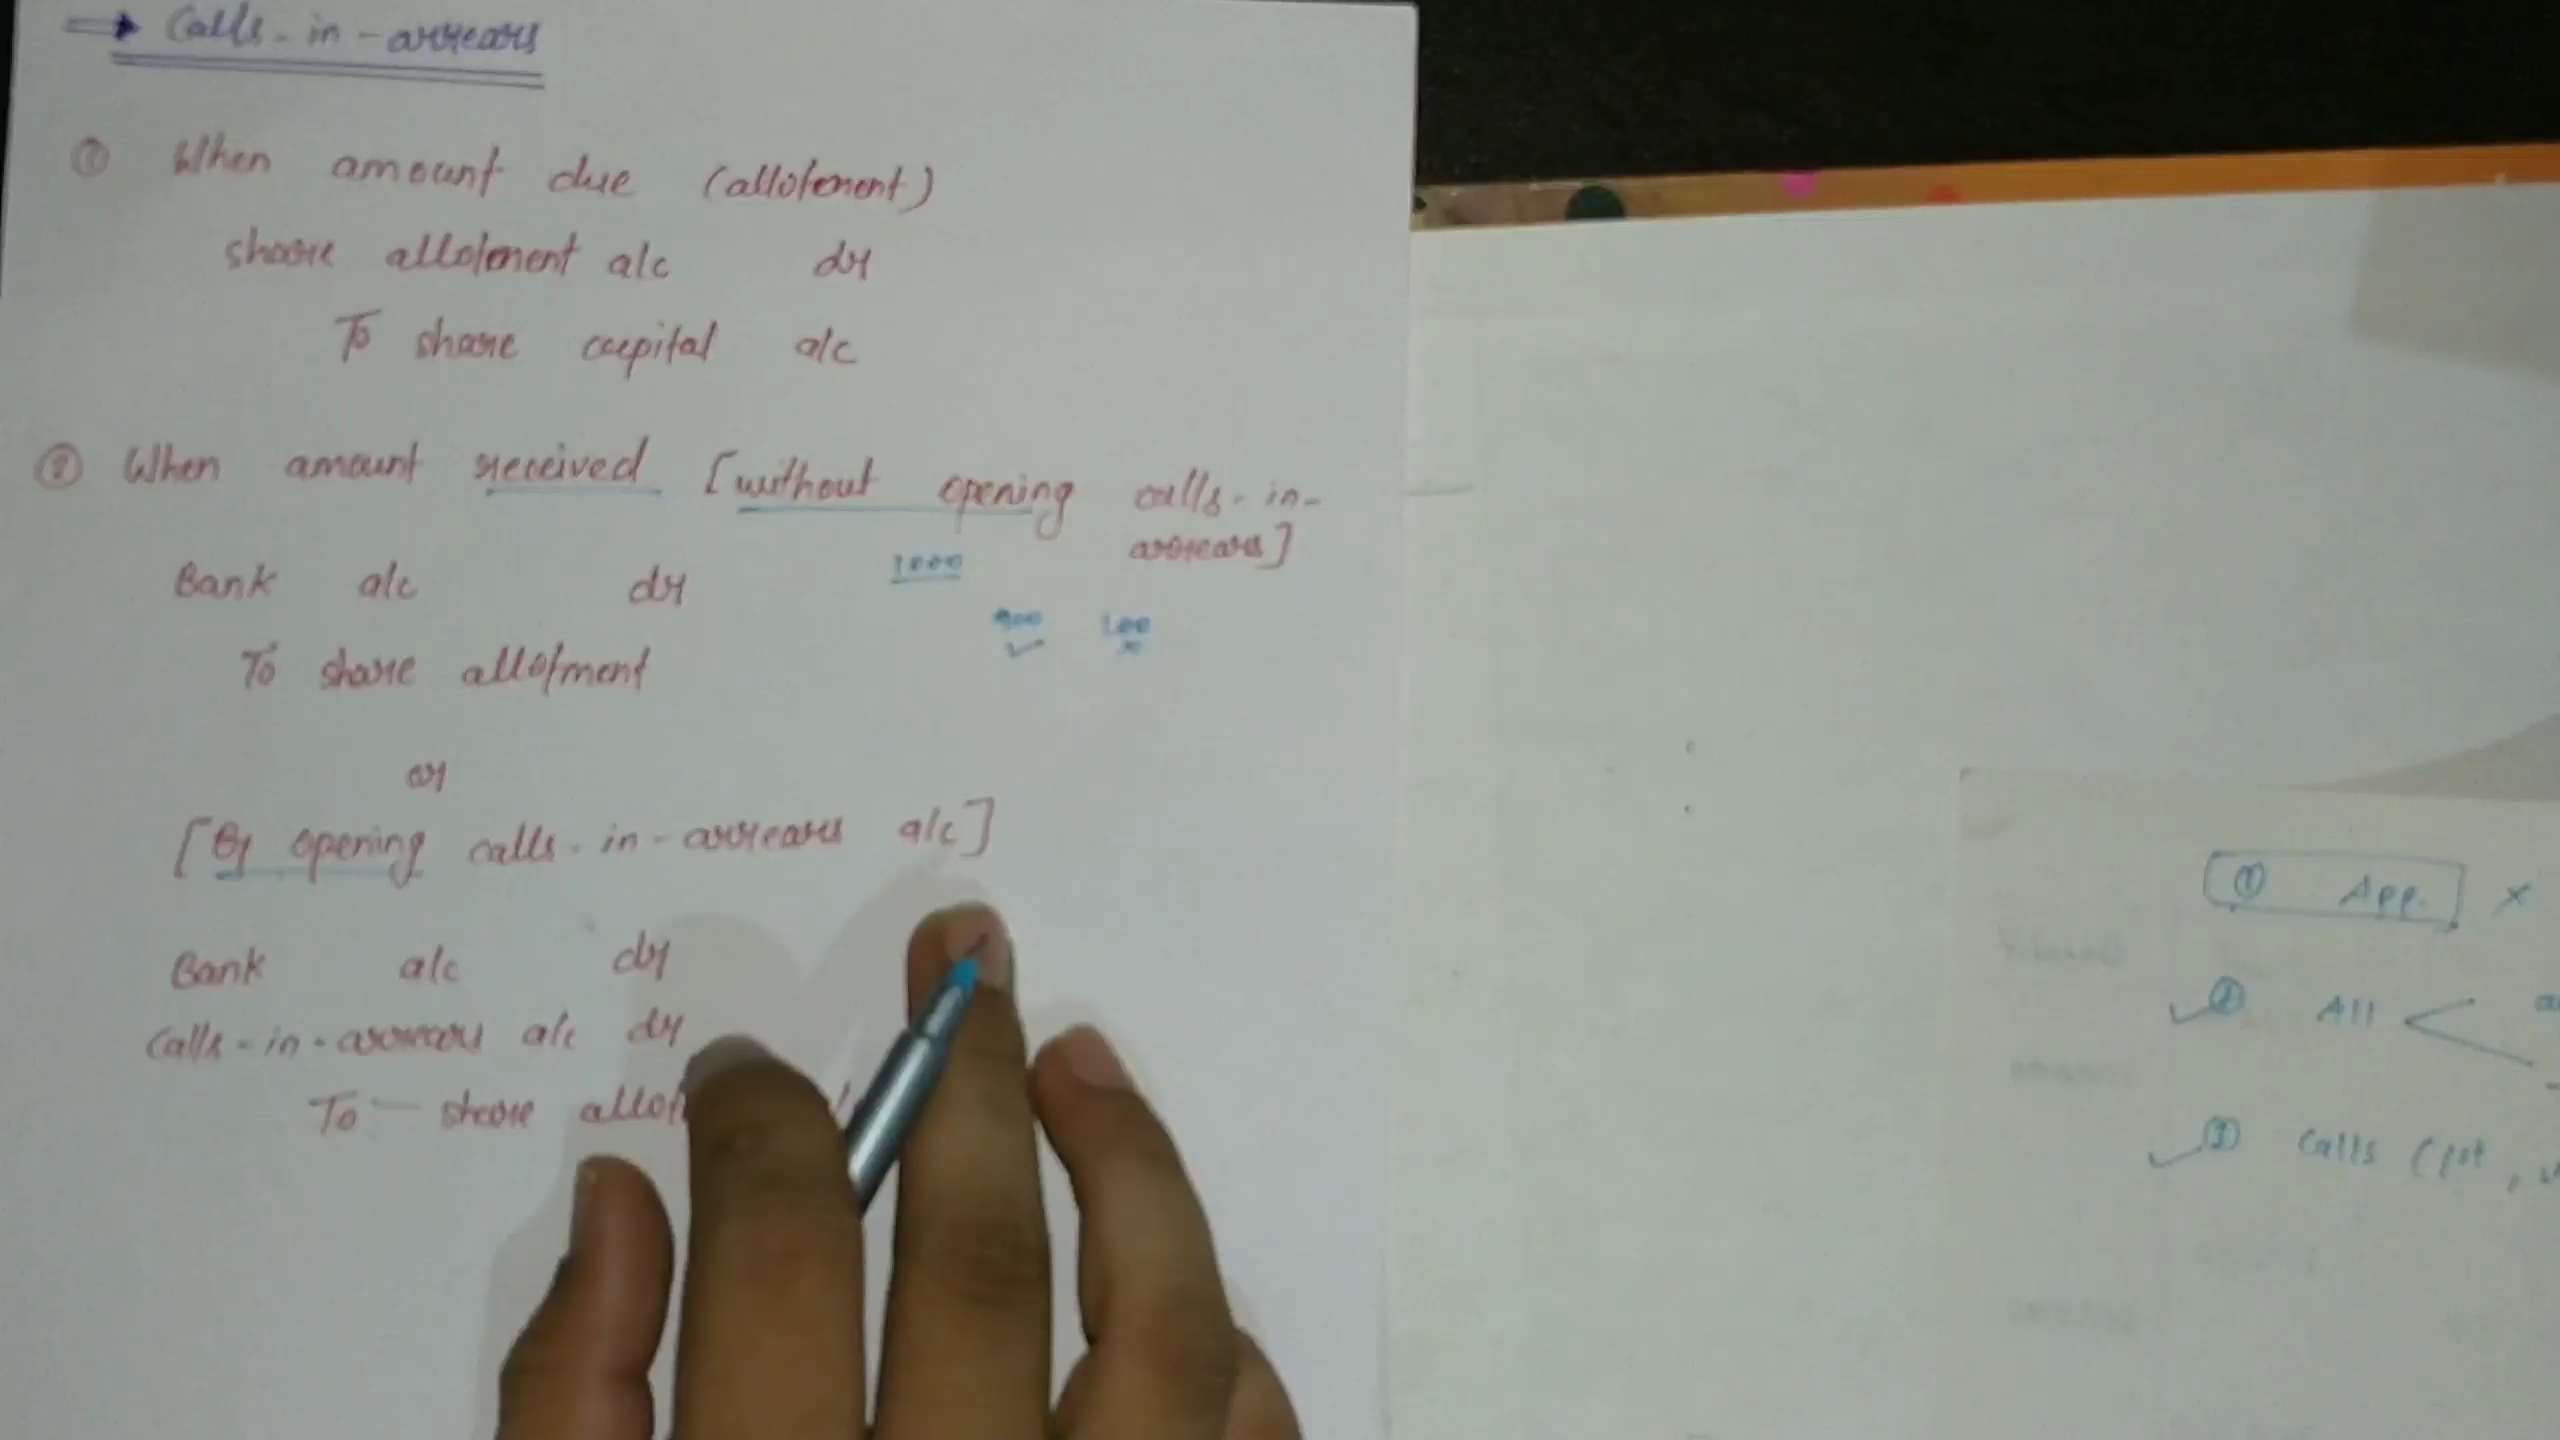 → Calls-in-arrears
① When amount due (allotment)
share allotment a/c dr
To share capital a/c
② When amount received [without opening calls-in-
arrears]
1000
Bank a/c dr
900 100
To share allotment
or
[By opening calls-in-arrears a/c]
Bank a/c dr
Calls-in-arrears a/c dr
To share
① App. ×
② All
③ Calls (1st,